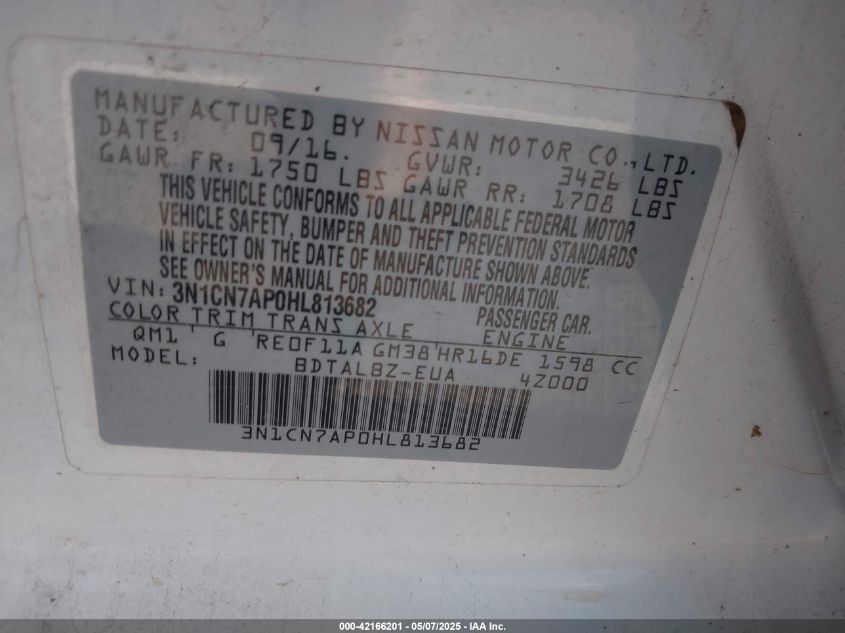 MANUFACTURED BY NISSAN MOTOR CO., LTD.
DATE: 09/16. GVWR: 3426 LBS
GAWR FR: 1750 LBS GAWR RR: 1708 LBS
THIS VEHICLE CONFORMS TO ALL APPLICABLE FEDERAL MOTOR
VEHICLE SAFETY, BUMPER AND THEFT PREVENTION STANDARDS
IN EFFECT ON THE DATE OF MANUFACTURE SHOWN ABOVE.
SEE OWNER'S MANUAL FOR ADDITIONAL INFORMATION.
VIN: 3N1CN7AP0HL813682 PASSENGER CAR.
COLOR TRIM TRANS AXLE ENGINE
QM1 ' G 'RE0F11A GM38'HR16DE 1598 CC
MODEL: BDTALBZ-EUA 4Z000
3N1CN7AP0HL813682
000-42166201 - 05/07/2025 - IAA Inc.